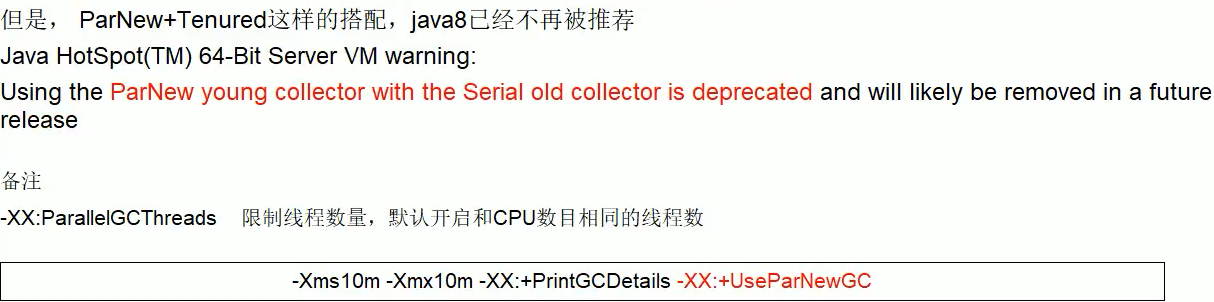 但是， ParNew+Tenured这样的搭配，java8已经不再被推荐
Java HotSpot(TM) 64-Bit Server VM warning:
Using the ParNew young collector with the Serial old collector is deprecated and will likely be removed in a future
release
备注
-XX:ParallelGCThreads 限制线程数量，默认开启和CPU数目相同的线程数
-Xms10m -Xmx10m -XX:+PrintGCDetails -XX:+UseParNewGC